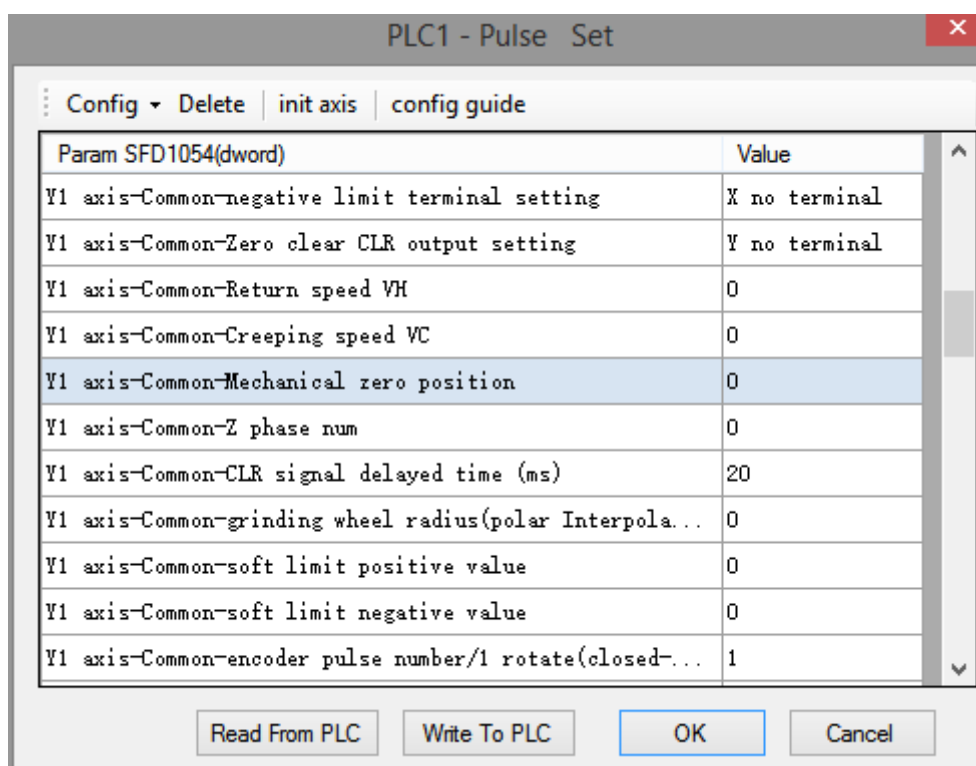 PLC1 - Pulse Set
Config Delete init axis config guide
Param SFD1054(dword) Value
Y1 axis-Common-negative limit terminal setting X no terminal
Y1 axis-Common-Zero clear CLR output setting Y no terminal
Y1 axis-Common-Return speed VH 0
Y1 axis-Common-Creeping speed VC 0
Y1 axis-Common-Mechanical zero position 0
Y1 axis-Common-Z phase num 0
Y1 axis-Common-CLR signal delayed time (ms) 20
Y1 axis-Common-grinding wheel radius(polar Interpola... 0
Y1 axis-Common-soft limit positive value 0
Y1 axis-Common-soft limit negative value 0
Y1 axis-Common-encoder pulse number/1 rotate(closed-... 1
Read From PLC Write To PLC OK Cancel